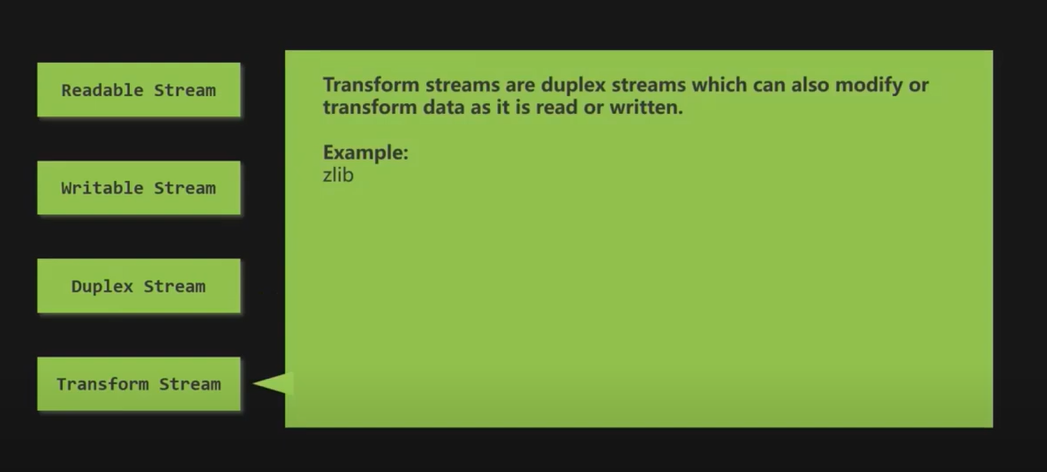 Readable Stream
Writable Stream
Duplex Stream
Transform Stream
Transform streams are duplex streams which can also modify or
transform data as it is read or written.
Example:
zlib